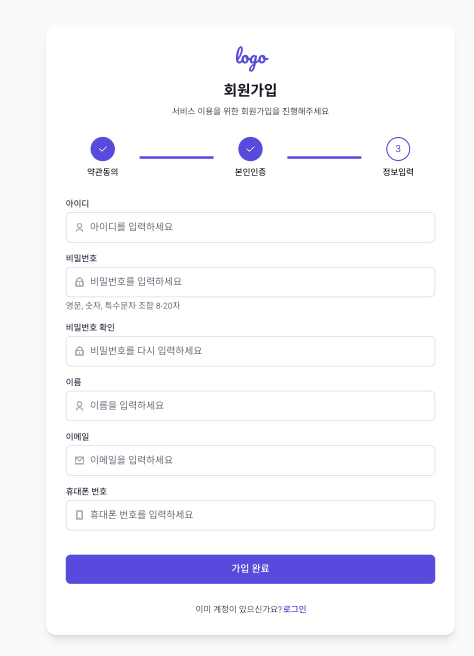 logo
회원가입
서비스 이용을 위한 회원가입을 진행해주세요
3
약관동의 본인인증 정보입력
아이디
아이디를 입력하세요
비밀번호
비밀번호를 입력하세요
영문, 숫자, 특수문자 조합 8-20자
비밀번호 확인
비밀번호를 다시 입력하세요
이름
이름을 입력하세요
이메일
이메일을 입력하세요
휴대폰 번호
휴대폰 번호를 입력하세요
가입 완료
이미 계정이 있으신가요? 로그인